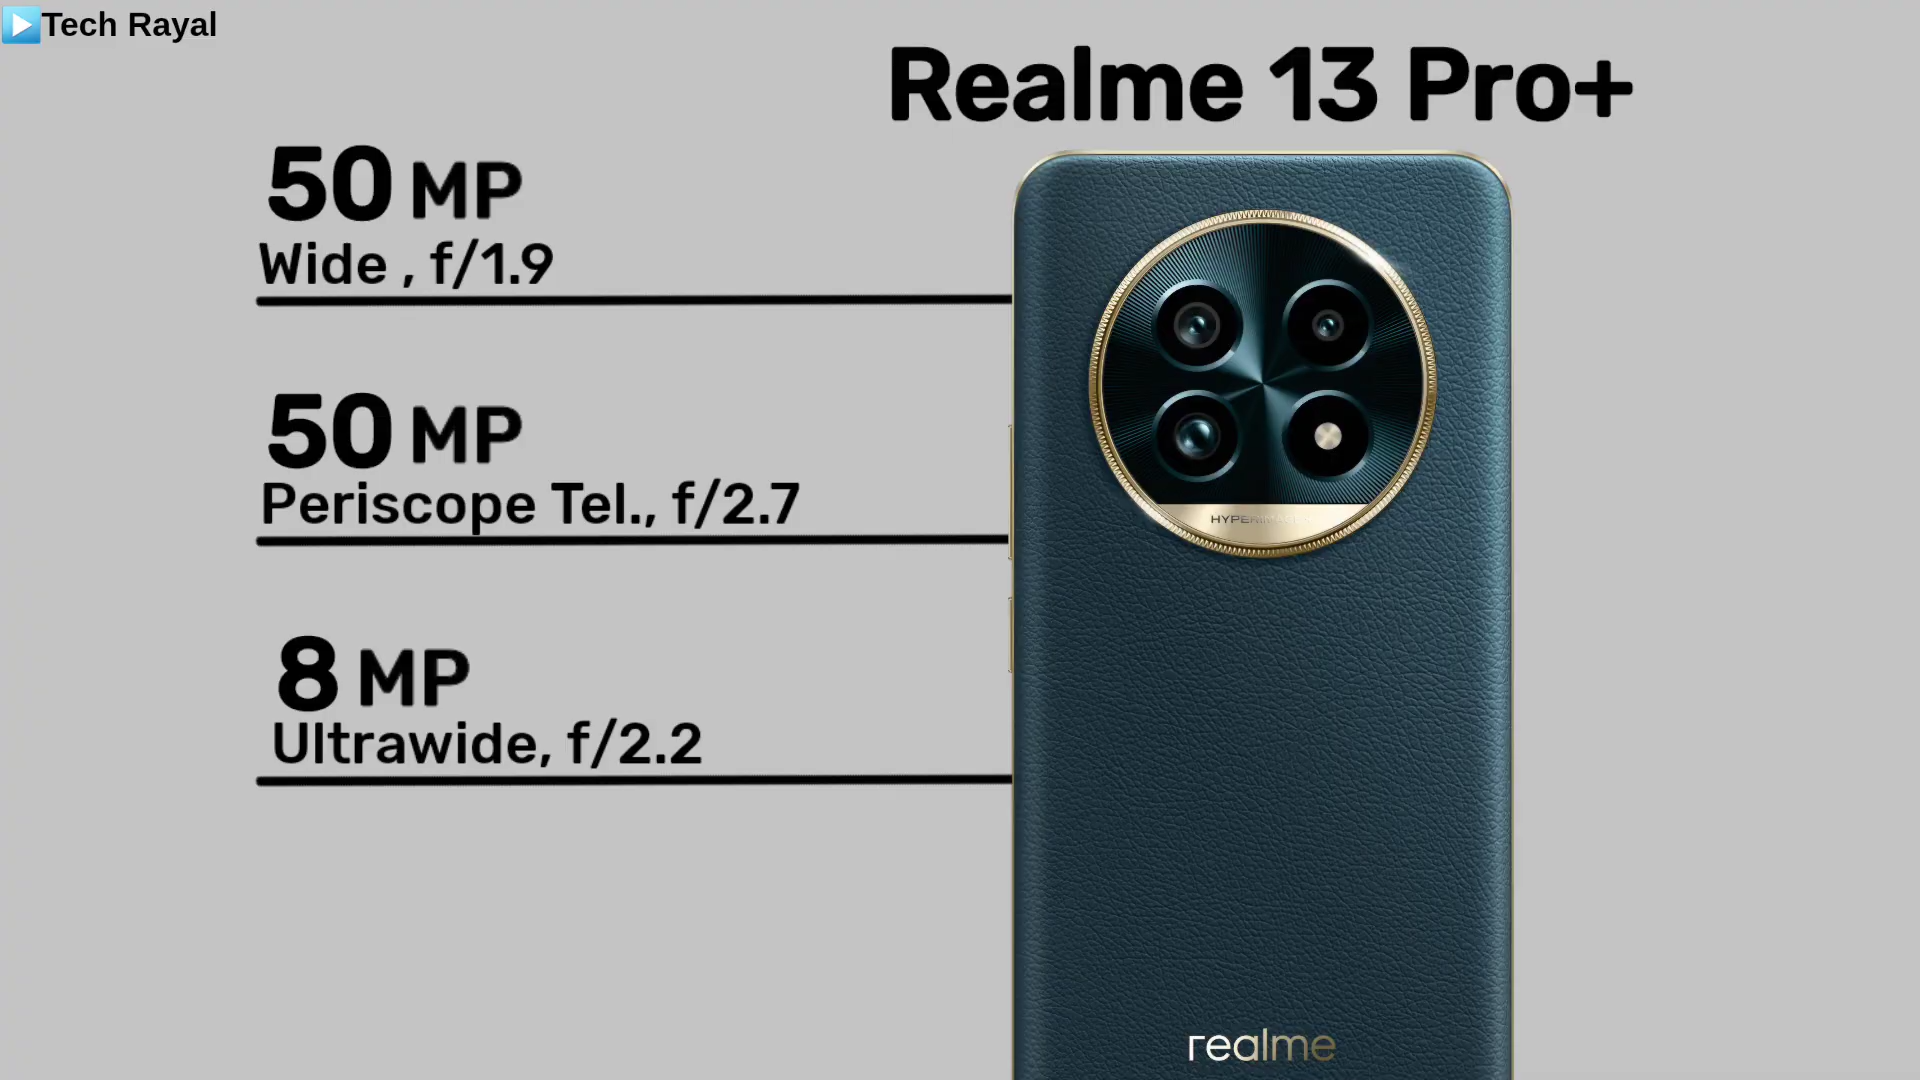 ▶Tech Rayal
Realme 13 Pro+
50 MP
Wide , f/1.9
50 MP
Periscope Tel., f/2.7
8 MP
Ultrawide, f/2.2
realme